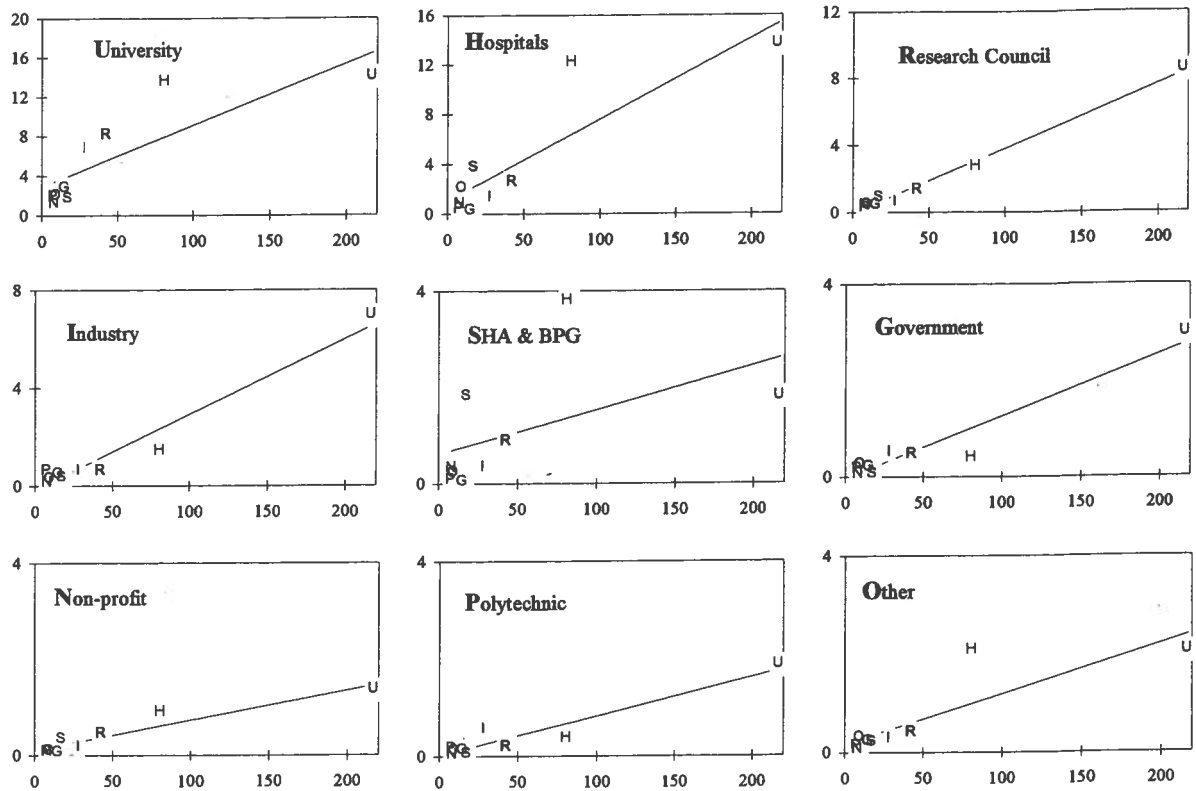 20
16
12
8
4
0
University
H
U
R
I
G
S
N
0 50 100 150 200
16
12
8
4
0
Hospitals
H
U
S
R
O
I
N
G
0 50 100 150 200
12
8
4
0
Research Council
U
H
R
S
I
G
0 50 100 150 200
8
4
0
Industry
U
H
P
I
R
S
N
0 50 100 150 200
4
0
SHA & BPG
H
S
U
R
N
I
G
0 50 100 150 200
4
0
Government
U
I
R
H
O
G
N
S
0 50 100 150 200
4
0
Non-profit
U
H
R
S
I
G
0 50 100 150 200
4
0
Polytechnic
U
I
H
R
P
G
N
S
0 50 100 150 200
4
0
Other
H
U
R
O
I
G
S
N
0 50 100 150 200